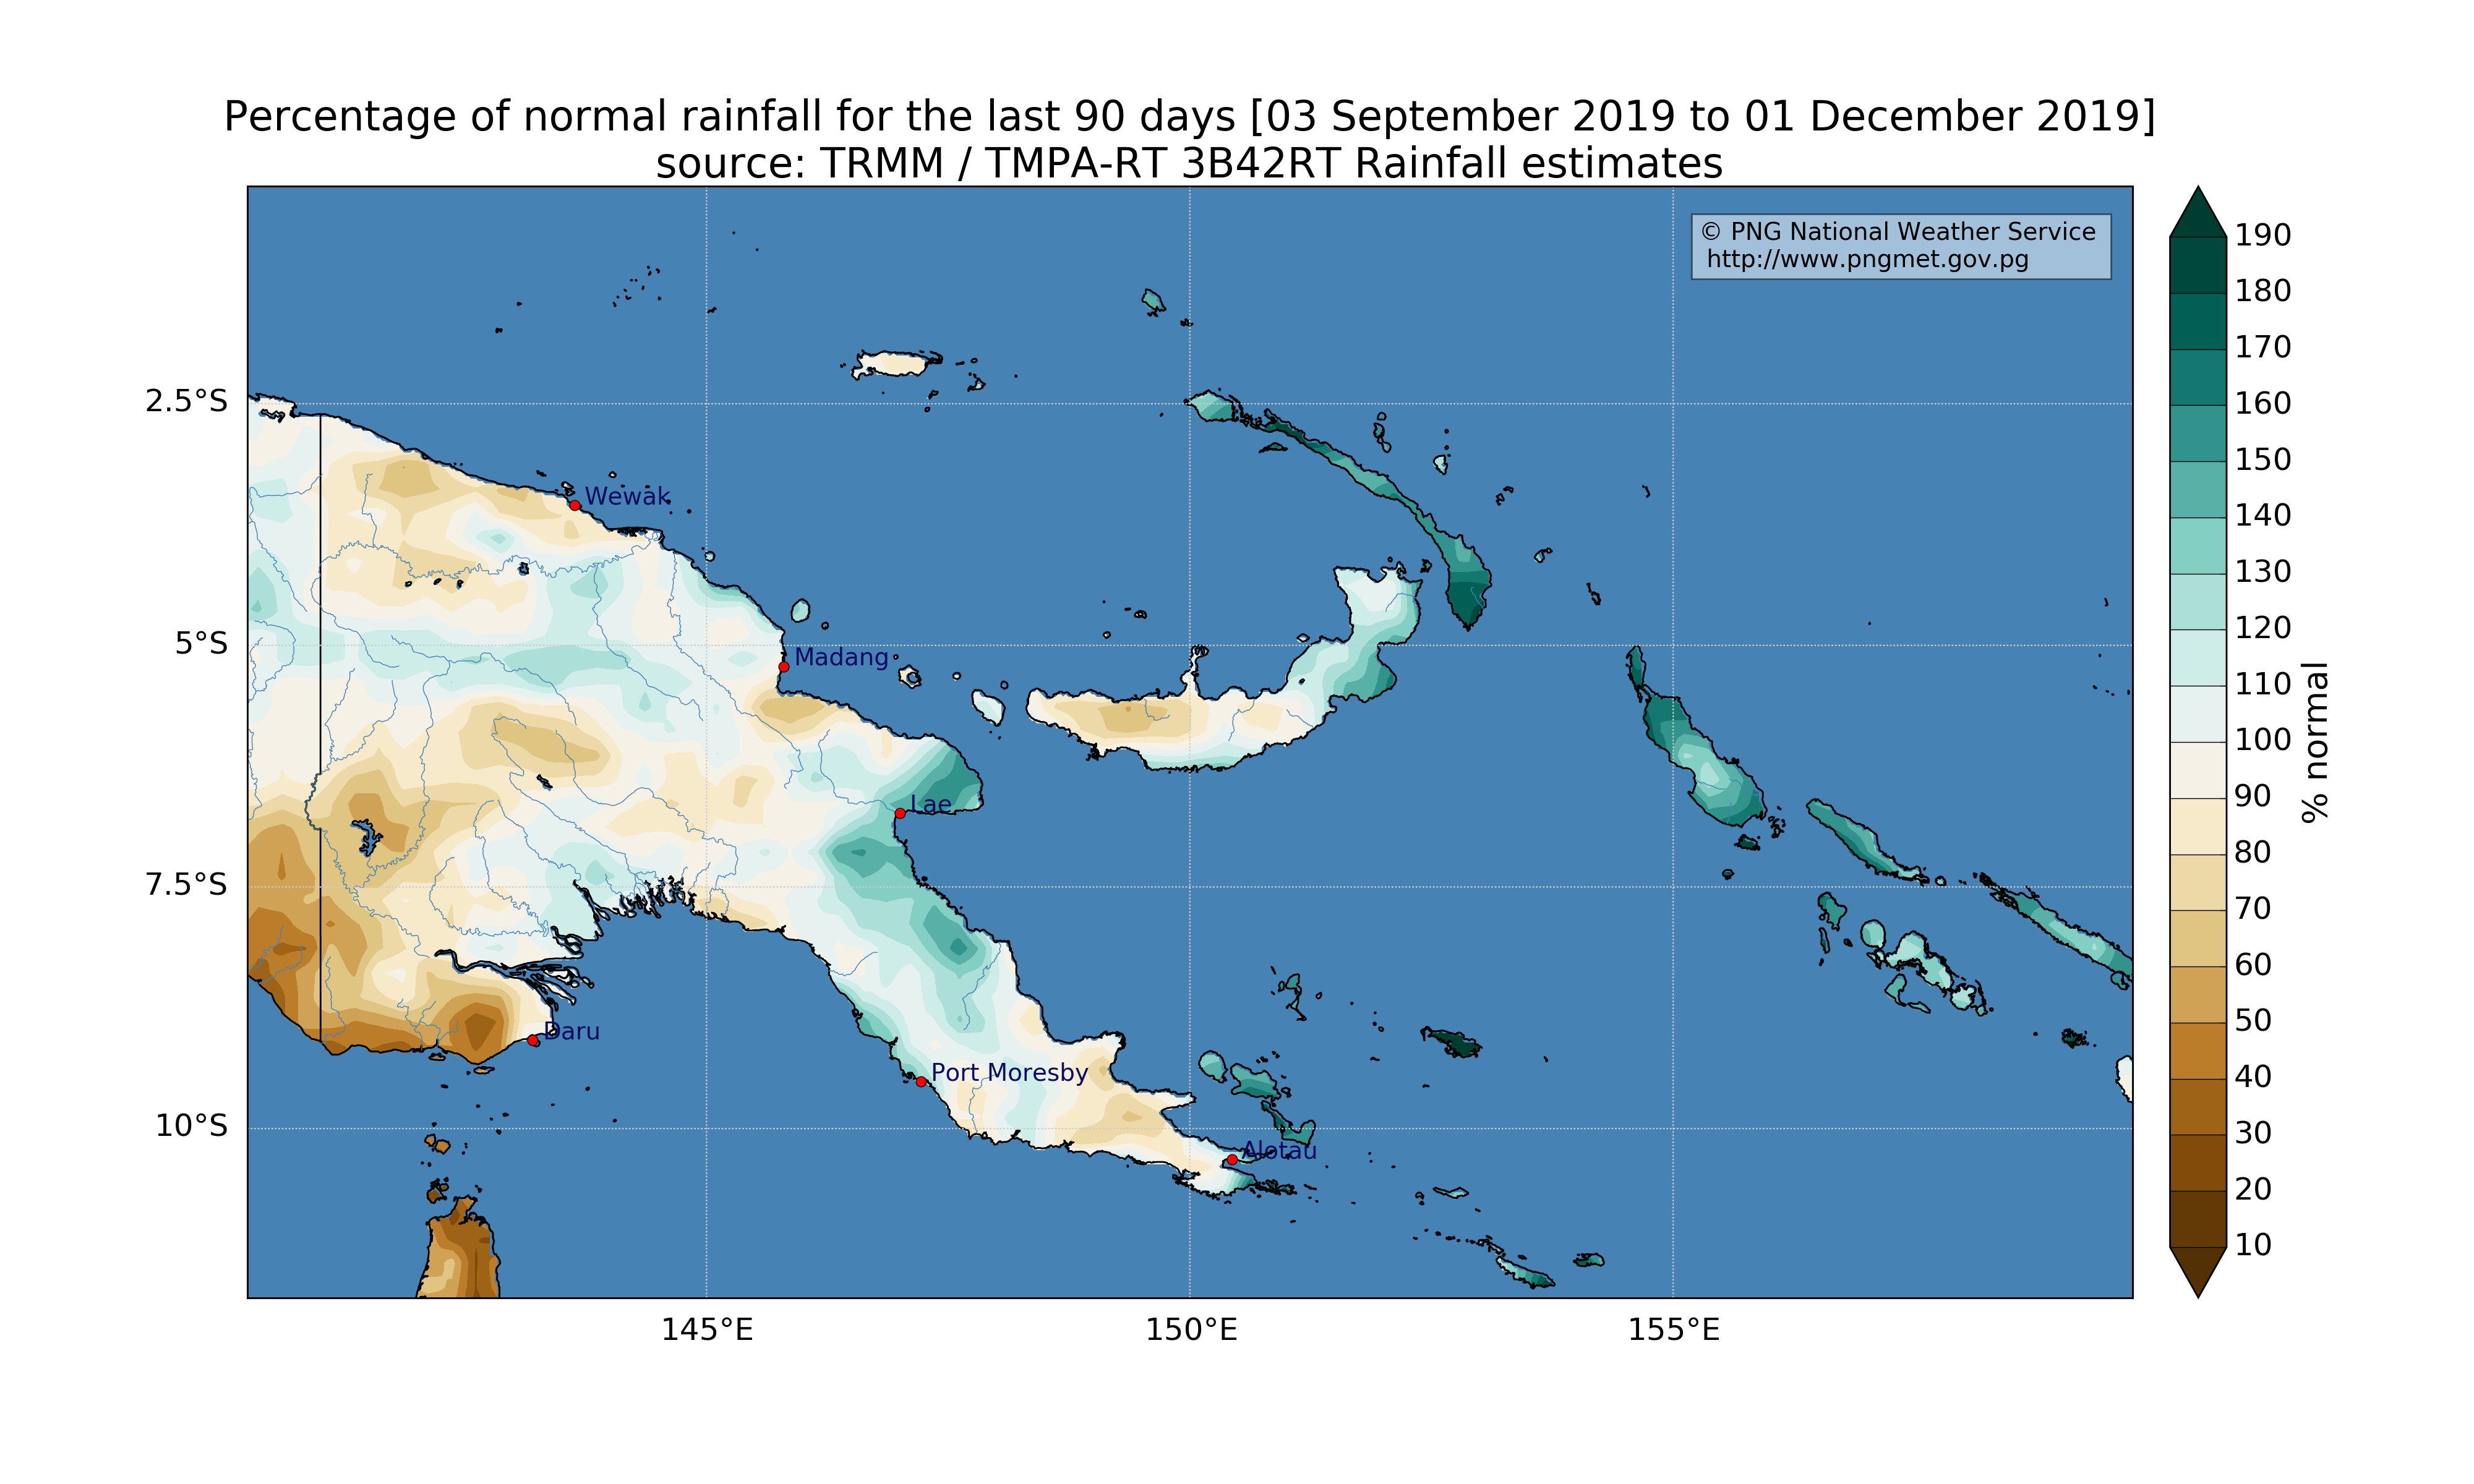 Percentage of normal rainfall for the last 90 days [03 September 2019 to 01 December 2019]
source: TRMM / TMPA-RT 3B42RT Rainfall estimates
© PNG National Weather Service
http://www.pngmet.gov.pg
2.5°S
5°S
7.5°S
10°S
145°E
150°E
155°E
Wewak
Madang
Lae
Daru
Port Moresby
Alotau
190
180
170
160
150
140
130
120
110
100
90
80
70
60
50
40
30
20
10
% normal